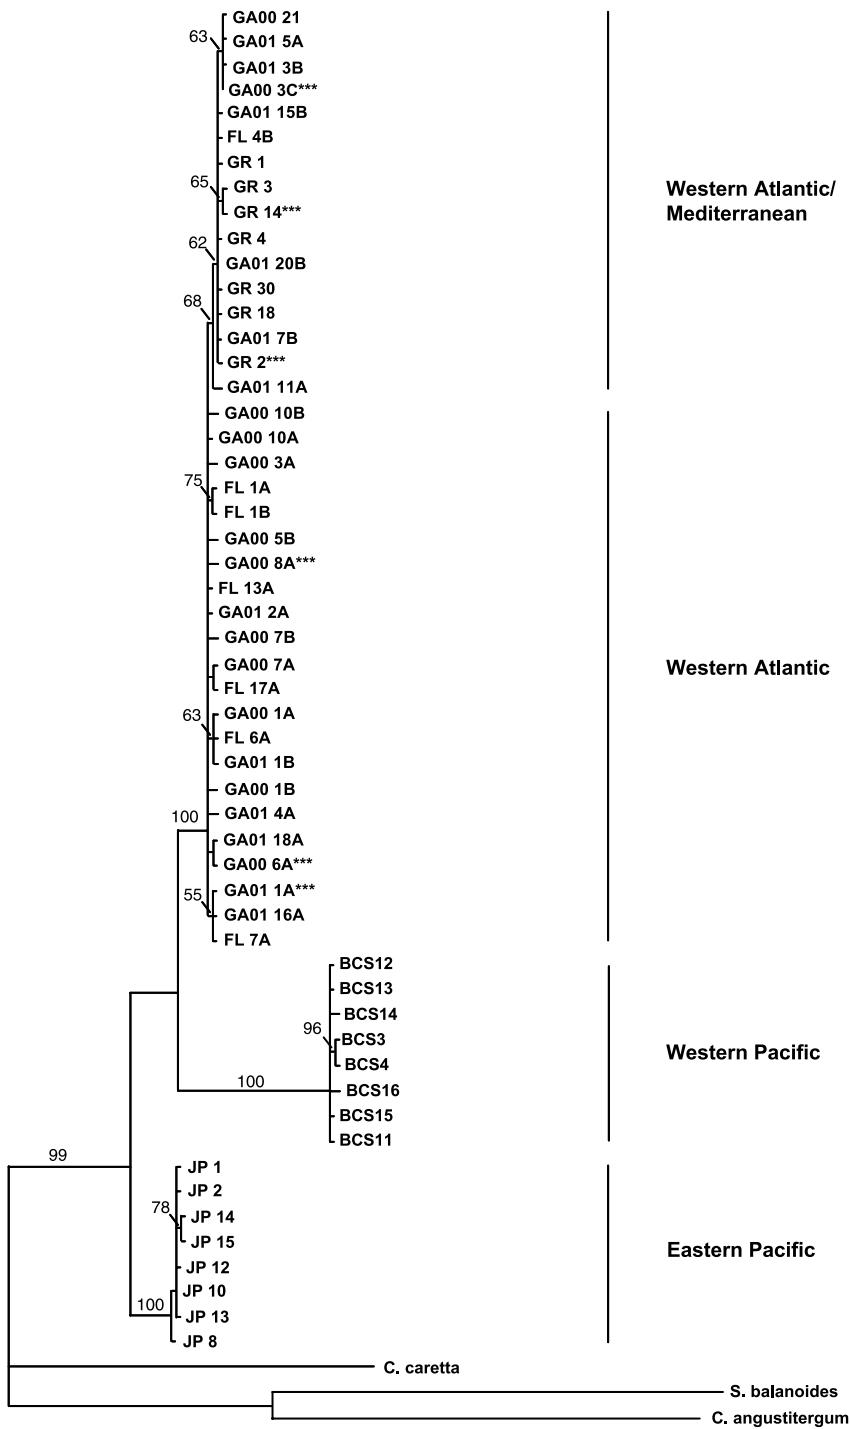 GA00 21
63
GA01 5A
GA01 3B
GA00 3C***
GA01 15B
FL 4B
GR 1
65
GR 3
Western Atlantic/
Mediterranean
GR 14***
GR 4
62
GA01 20B
GR 30
68
GR 18
GA01 7B
GR 2***
GA01 11A
GA00 10B
GA00 10A
GA00 3A
75
FL 1A
FL 1B
GA00 5B
GA00 8A***
FL 13A
GA01 2A
GA00 7B
GA00 7A
Western Atlantic
FL 17A
63
GA00 1A
FL 6A
GA01 1B
GA00 1B
GA01 4A
100
GA01 18A
GA00 6A***
55
GA01 1A***
GA01 16A
FL 7A
BCS12
BCS13
BCS14
96
BCS3
Western Pacific
BCS4
100
BCS16
BCS15
BCS11
99
JP 1
JP 2
78
JP 14
JP 15
Eastern Pacific
JP 12
JP 10
100
JP 13
JP 8
C. caretta
S. balanoides
C. angustitergum